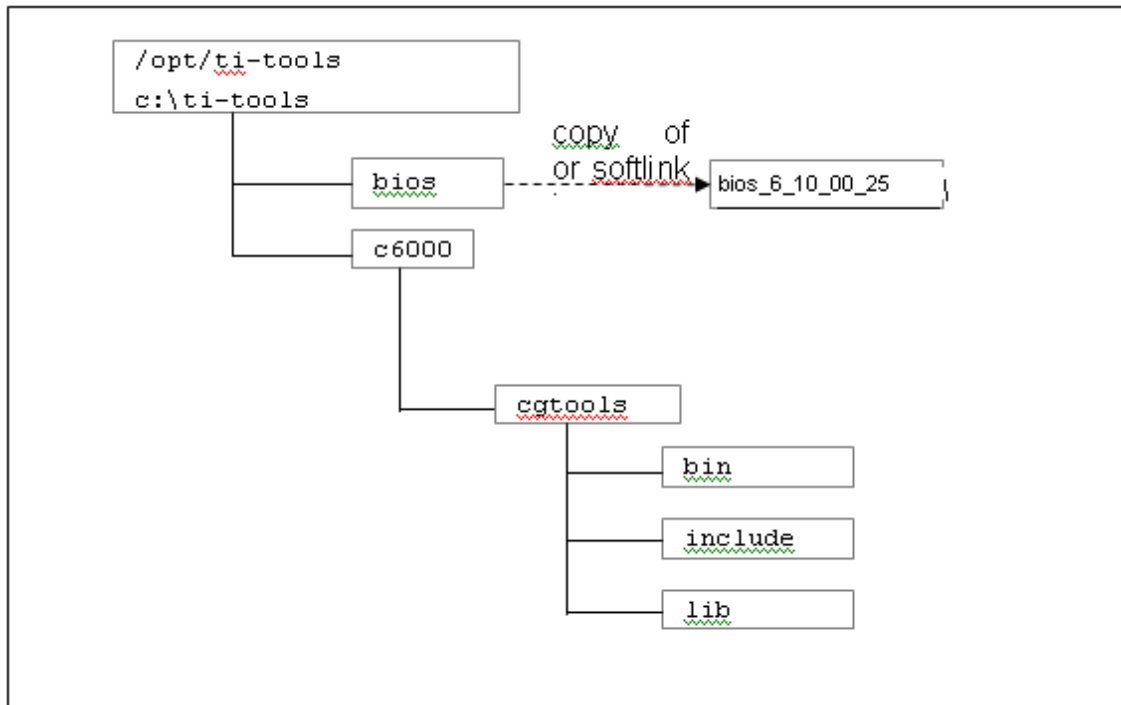 /opt/ti-tools
c:\ti-tools
copy of
or softlink
bios
bios_6_10_00_25
c6000
cgtools
bin
include
lib